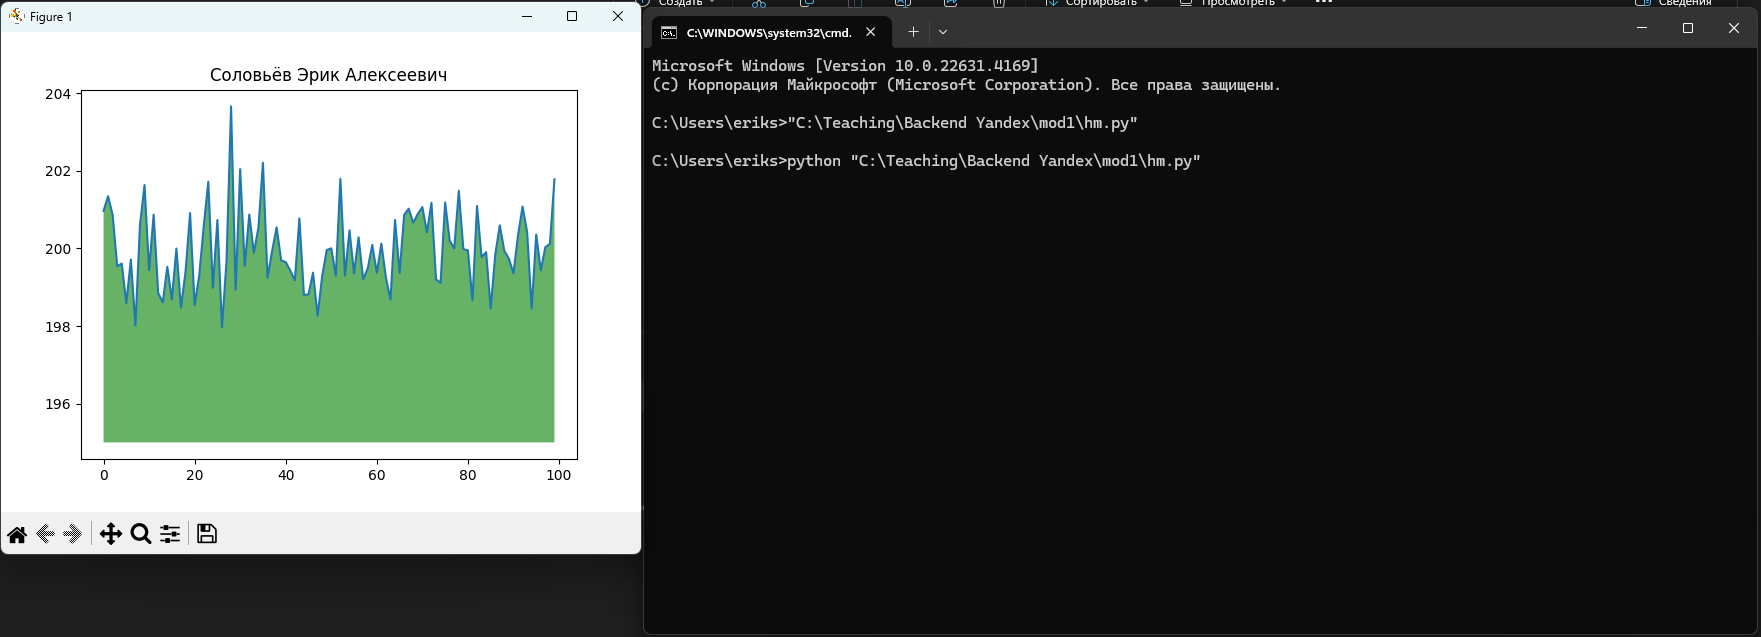 Figure 1
Соловьёв Эрик Алексеевич
204
202
200
198
196
0 20 40 60 80 100
Создать
Сортировать
Просмотреть
Сведения
C:\WINDOWS\system32\cmd.
Microsoft Windows [Version 10.0.22631.4169]
(c) Корпорация Майкрософт (Microsoft Corporation). Все права защищены.
C:\Users\eriks>"C:\Teaching\Backend Yandex\mod1\hm.py"
C:\Users\eriks>python "C:\Teaching\Backend Yandex\mod1\hm.py"